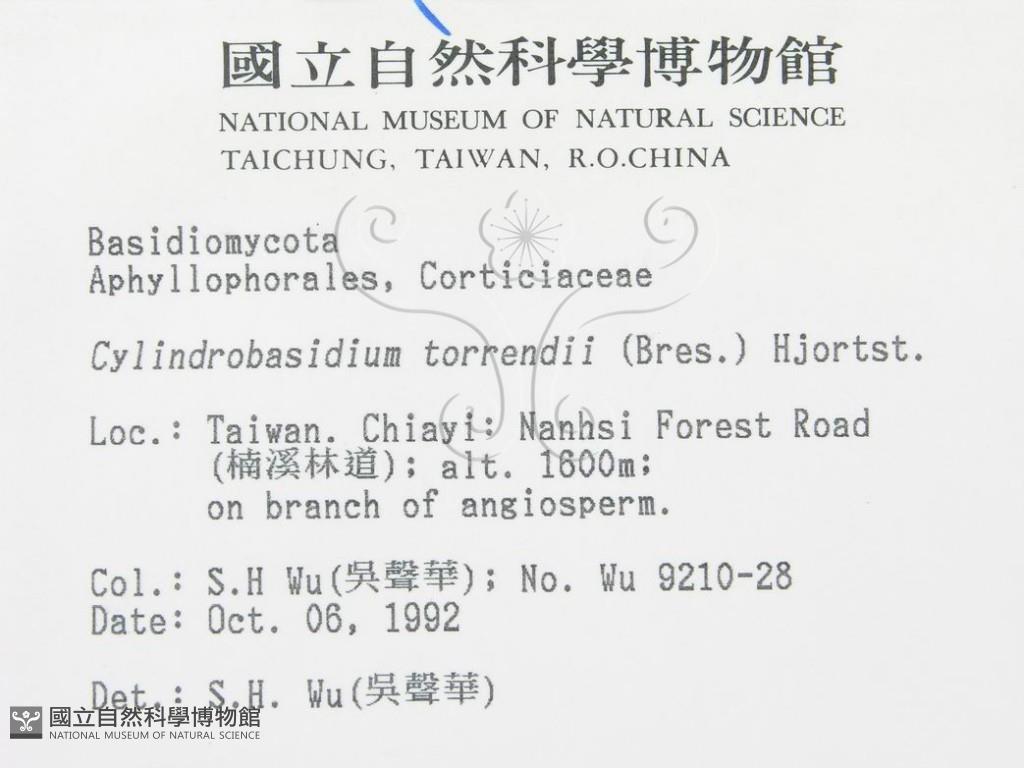 國立自然科學博物館
NATIONAL MUSEUM OF NATURAL SCIENCE
TAICHUNG, TAIWAN, R.O.CHINA
Basidiomycota
Aphyllophorales, Corticiaceae
Cylindrobasidium torrendii (Bres.) Hjortst.
Loc.: Taiwan. Chiayi: Nanhsi Forest Road
(楠溪林道); alt. 1600m;
on branch of angiosperm.
Col.: S.H Wu(吳聲華); No. Wu 9210-28
Date: Oct. 06, 1992
Det.: S.H. Wu(吳聲華)
國立自然科學博物館
NATIONAL MUSEUM OF NATURAL SCIENCE